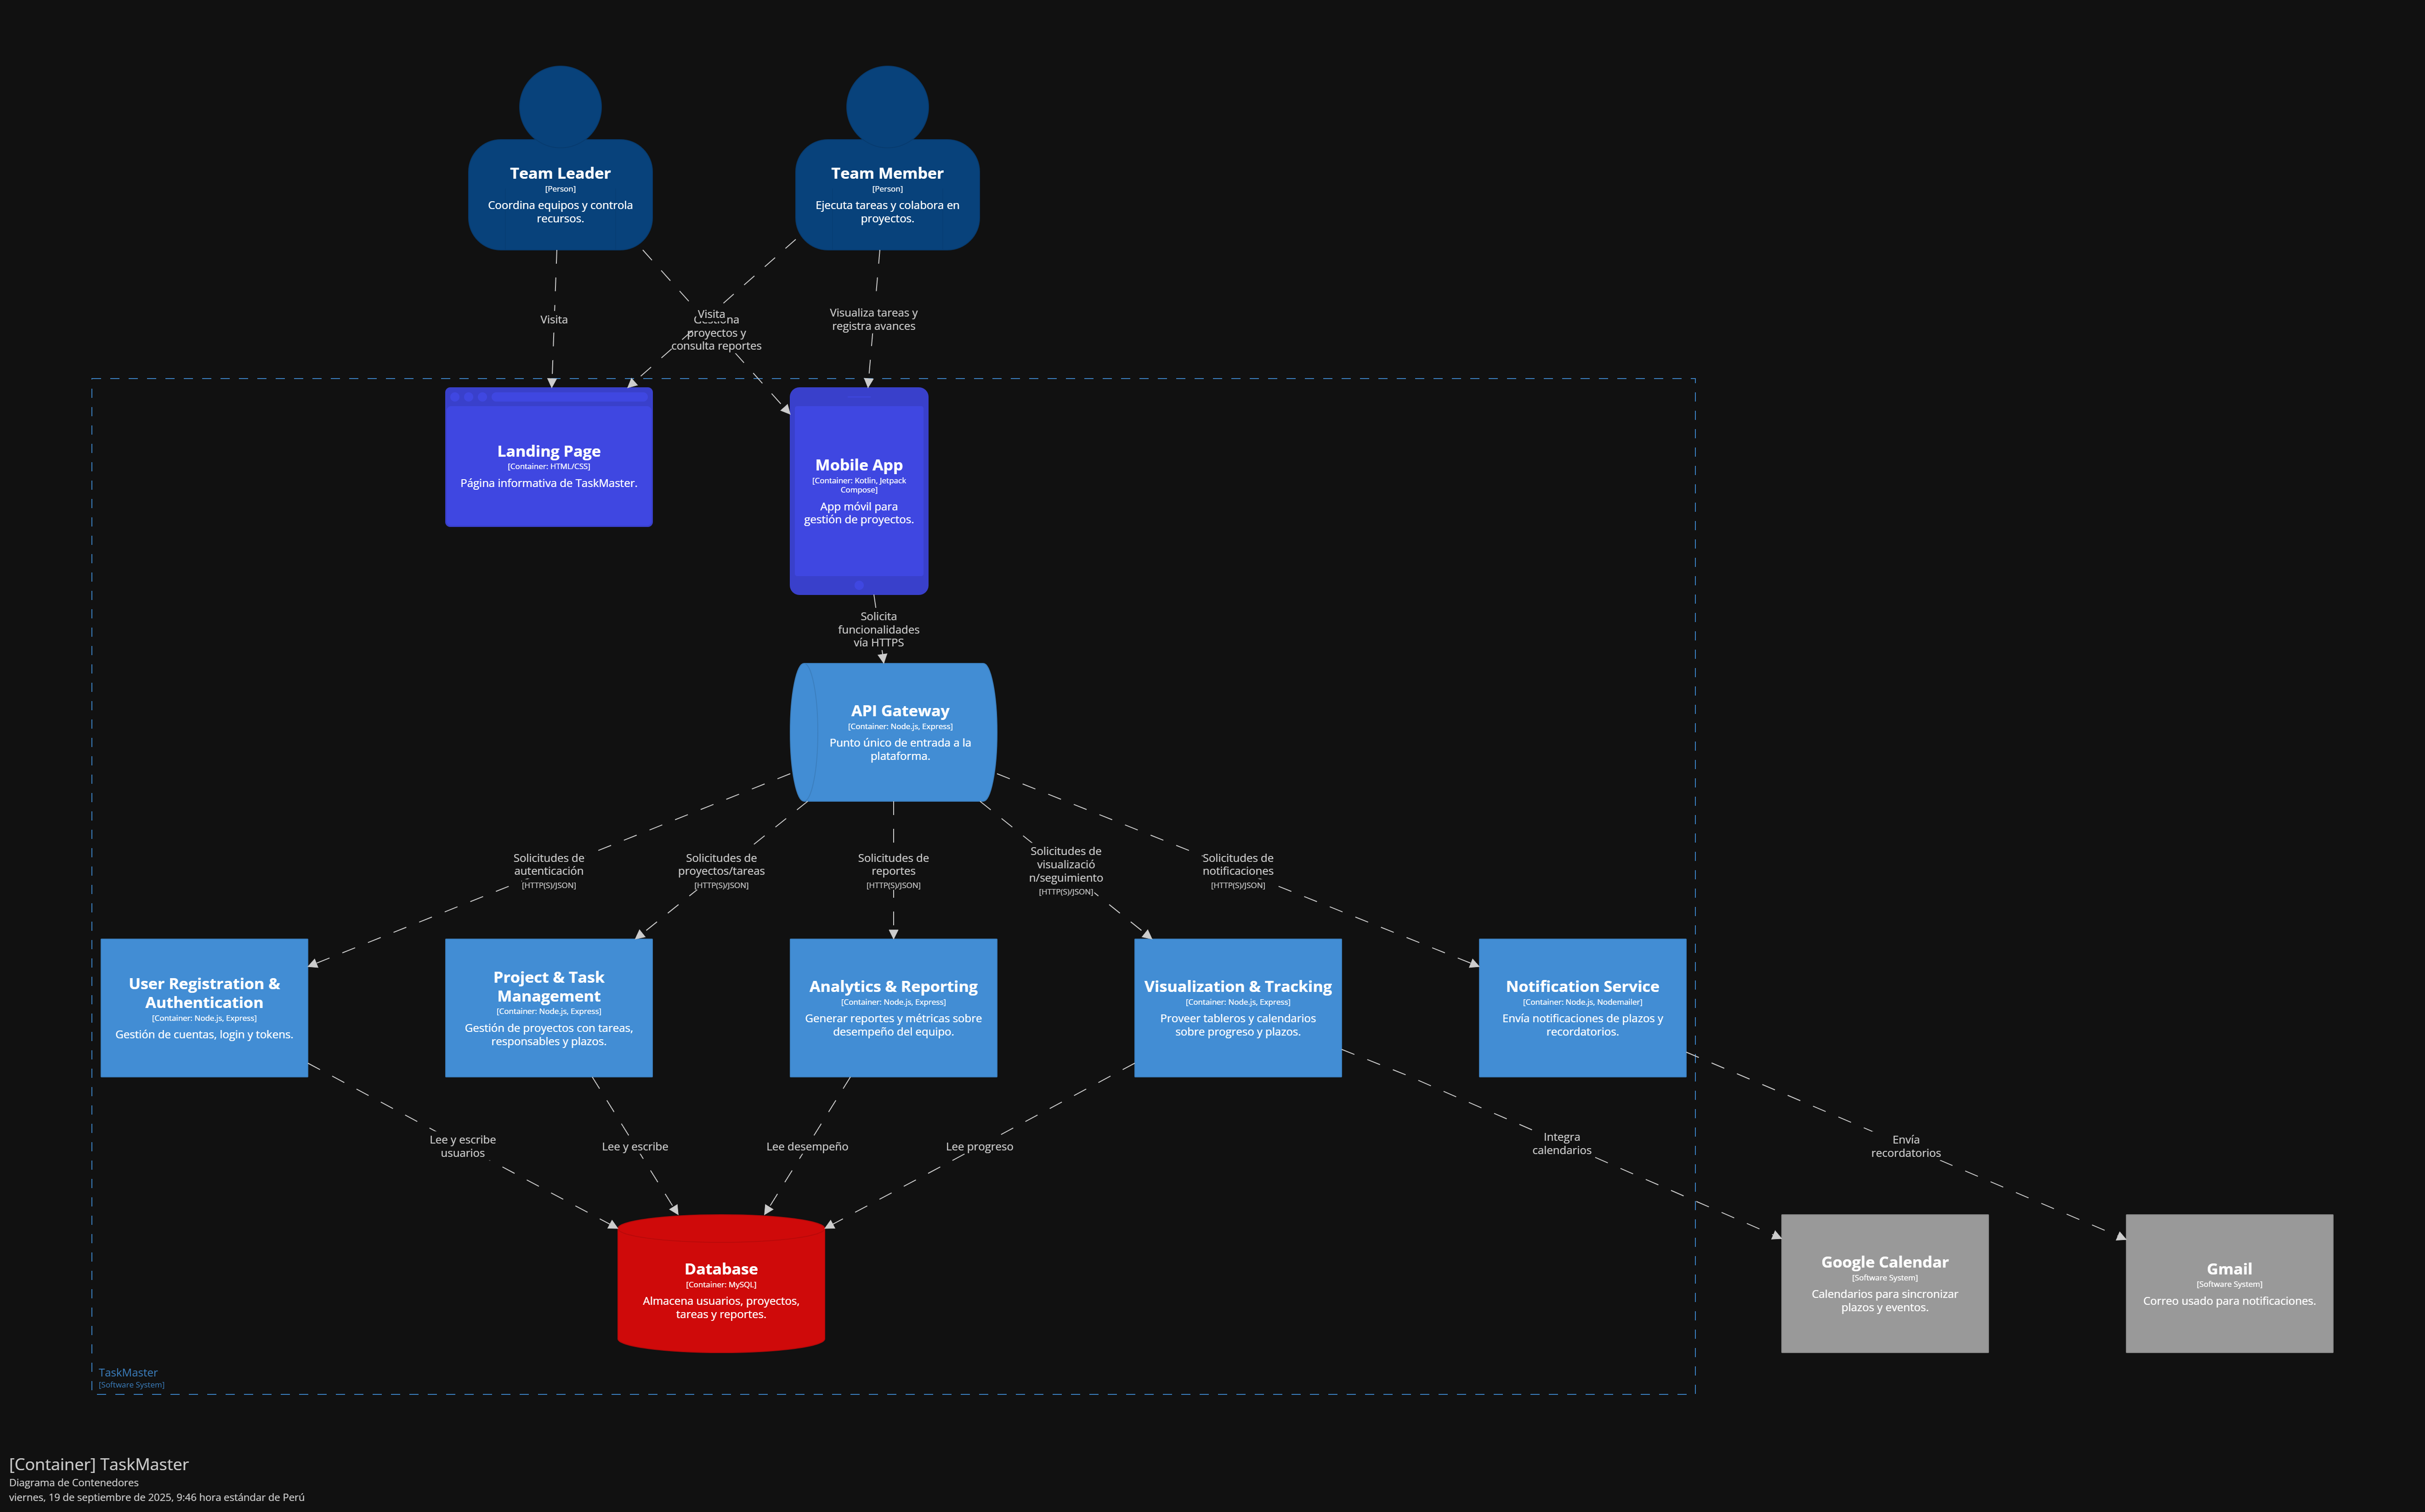 Team Leader
[Person]
Coordina equipos y controla
recursos.
Team Member
[Person]
Ejecuta tareas y colabora en
proyectos.
Visita
Visita
Gestiona
proyectos y
consulta reportes
Visualiza tareas y
registra avances
Landing Page
[Container: HTML/CSS]
Página informativa de TaskMaster.
Mobile App
[Container: Kotlin, Jetpack
Compose]
App móvil para
gestión de proyectos.
Solicita
funcionalidades
vía HTTPS
API Gateway
[Container: Node.js, Express]
Punto único de entrada a la
plataforma.
Solicitudes de
autenticación
[HTTP(S)/JSON]
Solicitudes de
proyectos/tareas
[HTTP(S)/JSON]
Solicitudes de
reportes
[HTTP(S)/JSON]
Solicitudes de
visualizació
n/seguimiento
[HTTP(S)/JSON]
Solicitudes de
notificaciones
[HTTP(S)/JSON]
User Registration &
Authentication
[Container: Node.js, Express]
Gestión de cuentas, login y tokens.
Project & Task
Management
[Container: Node.js, Express]
Gestión de proyectos con tareas,
responsables y plazos.
Analytics & Reporting
[Container: Node.js, Express]
Generar reportes y métricas sobre
desempeño del equipo.
Visualization & Tracking
[Container: Node.js, Express]
Proveer tableros y calendarios
sobre progreso y plazos.
Notification Service
[Container: Node.js, Nodemailer]
Envía notificaciones de plazos y
recordatorios.
Lee y escribe
usuarios
Lee y escribe
Lee desempeño
Lee progreso
Integra
calendarios
Envía
recordatorios
Database
[Container: MySQL]
Almacena usuarios, proyectos,
tareas y reportes.
Google Calendar
[Software System]
Calendarios para sincronizar
plazos y eventos.
Gmail
[Software System]
Correo usado para notificaciones.
TaskMaster
[Software System]
[Container] TaskMaster
Diagrama de Contenedores
viernes, 19 de septiembre de 2025, 9:46 hora estándar de Perú